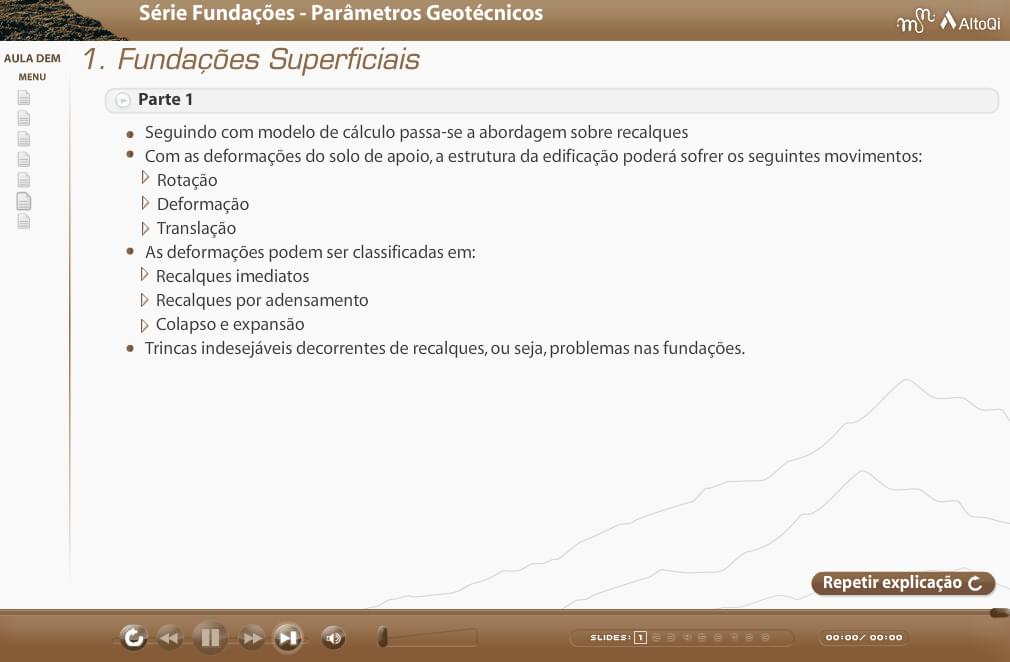 Série Fundações - Parâmetros Geotécnicos
AltoQi
AULA DEM
MENU
1. Fundações Superficiais
Parte 1
Seguindo com modelo de cálculo passa-se a abordagem sobre recalques
Com as deformações do solo de apoio, a estrutura da edificação poderá sofrer os seguintes movimentos:
Rotação
Deformação
Translação
As deformações podem ser classificadas em:
Recalques imediatos
Recalques por adensamento
Colapso e expansão
Trincas indesejáveis decorrentes de recalques, ou seja, problemas nas fundações.
Repetir explicação
SLIDES: 1
00:00/ 00:00